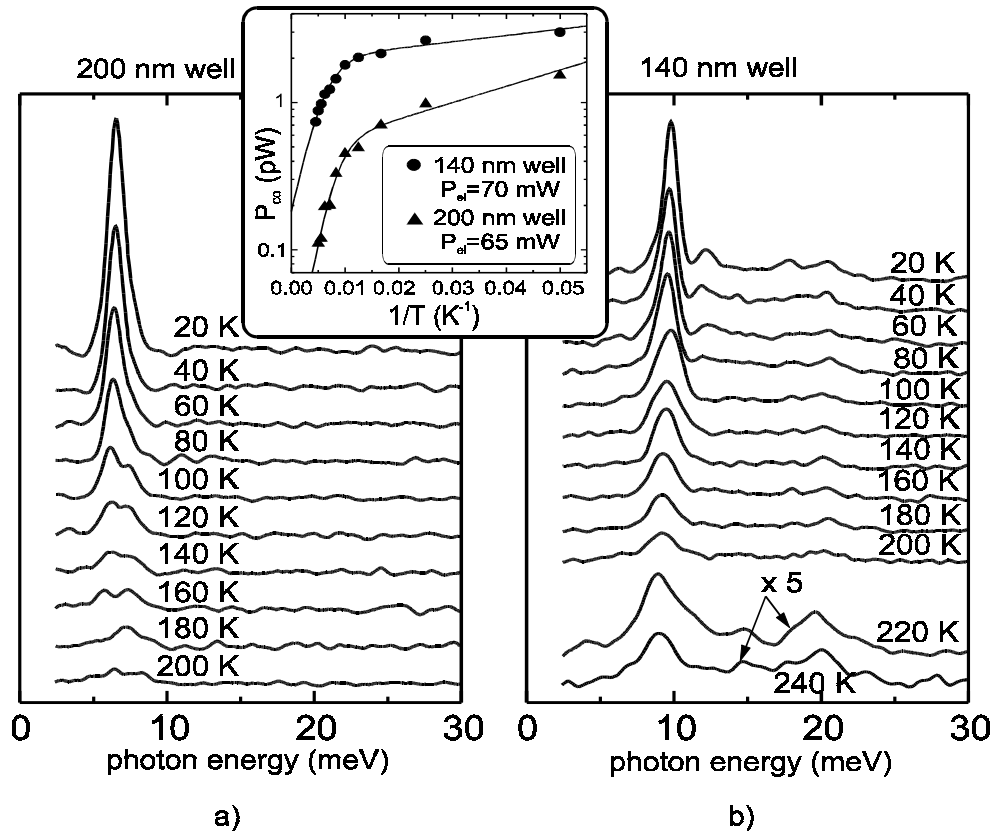 200 nm well
140 nm well
P∞ (pW)
1
0.1
140 nm well
Pel=70 mW
200 nm well
Pel=65 mW
0.00 0.01 0.02 0.03 0.04 0.05
1/T (K-1)
20 K
40 K
60 K
80 K
100 K
120 K
140 K
160 K
180 K
200 K
0 10 20 30
photon energy (meV)
a)
20 K
40 K
60 K
80 K
100 K
120 K
140 K
160 K
180 K
200 K
x 5
220 K
240 K
0 10 20 30
photon energy (meV)
b)